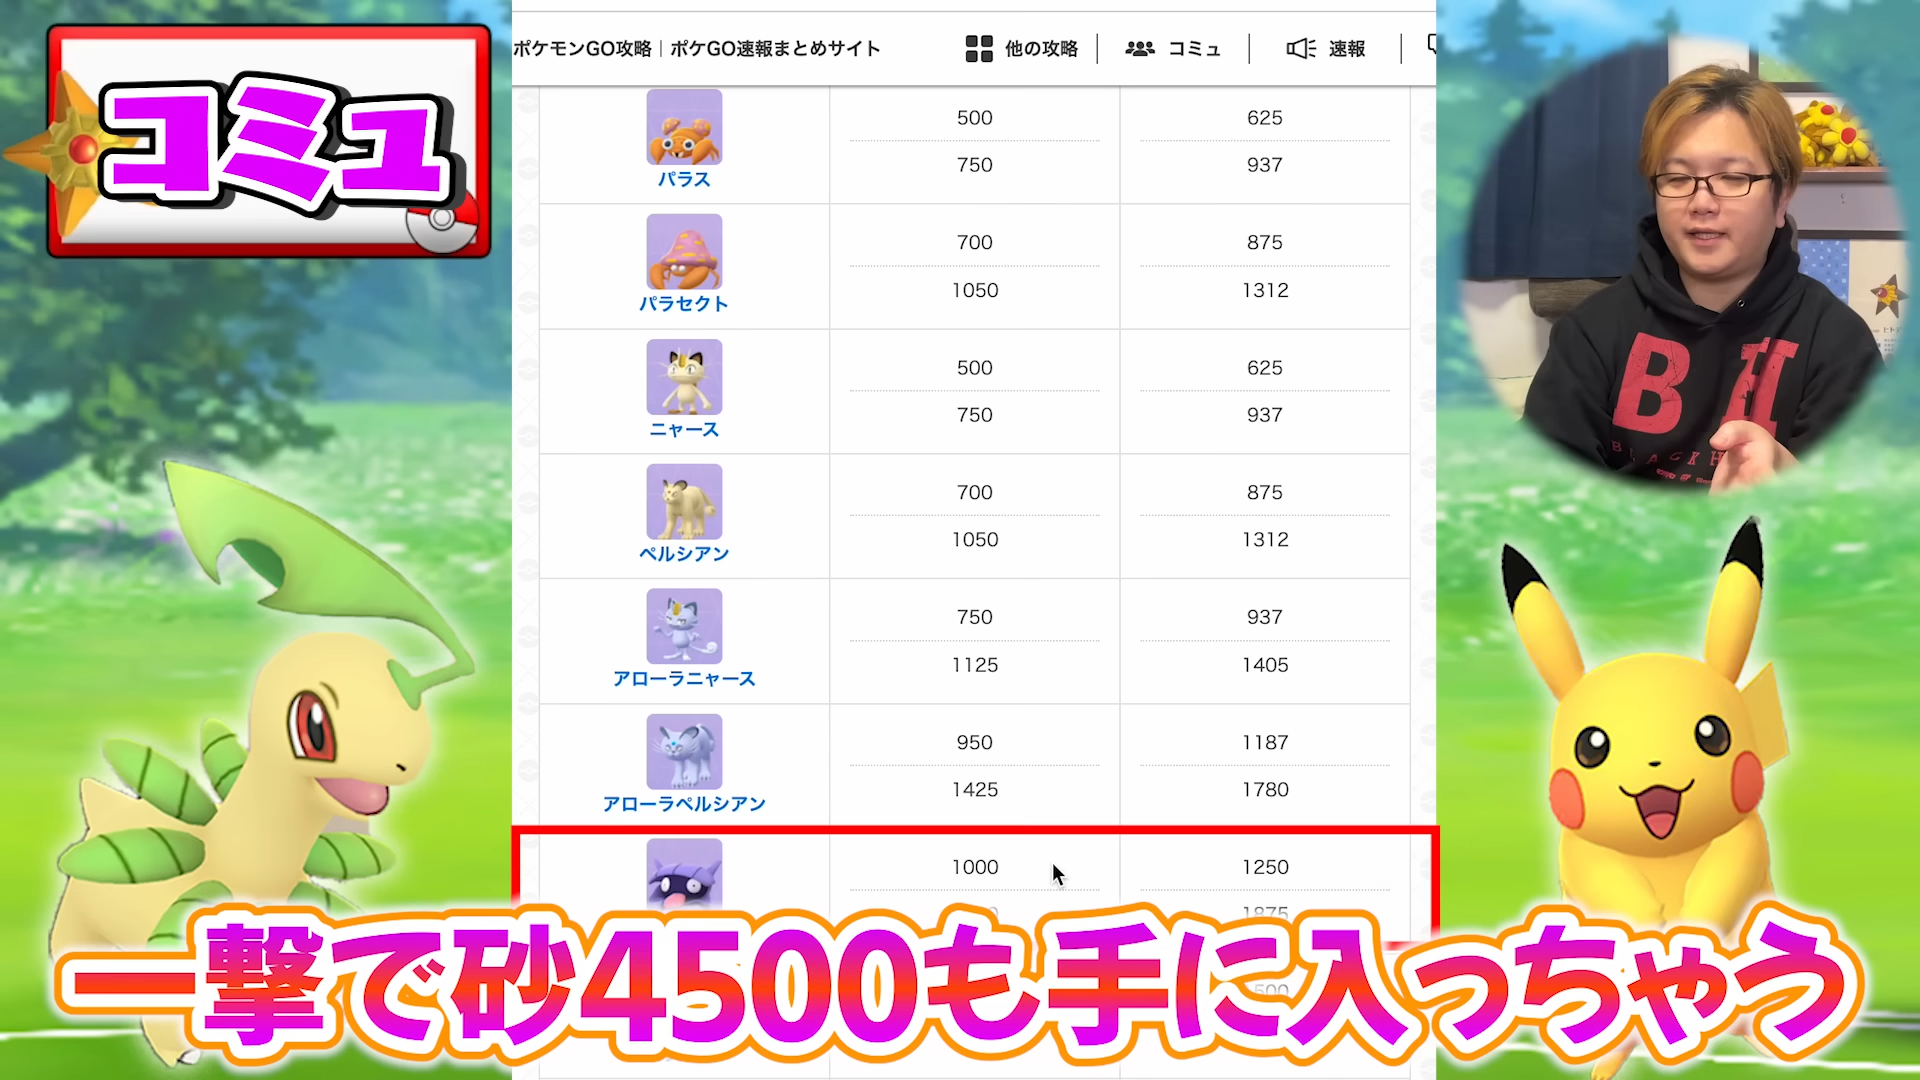 コミュ
ポケモンGO攻略｜ポケGO速報まとめサイト
他の攻略
コミュ
速報
パラス
500
625
750
937
パラセクト
700
875
1050
1312
ニャース
500
625
750
937
ペルシアン
700
875
1050
1312
アローラニャース
750
937
1125
1405
アローラペルシアン
950
1187
1425
1780
1000
1250
1875
一撃で砂4500も手に入っちゃう
B H